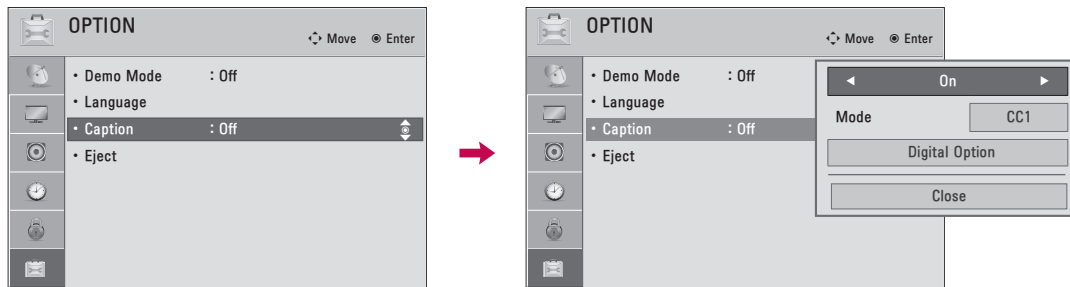 OPTION
Move Enter
• Demo Mode : Off
• Language
• Caption : Off
• Eject
OPTION
Move Enter
• Demo Mode : Off
• Language
• Caption : Off
• Eject
◄ On ►
Mode CC1
Digital Option
Close